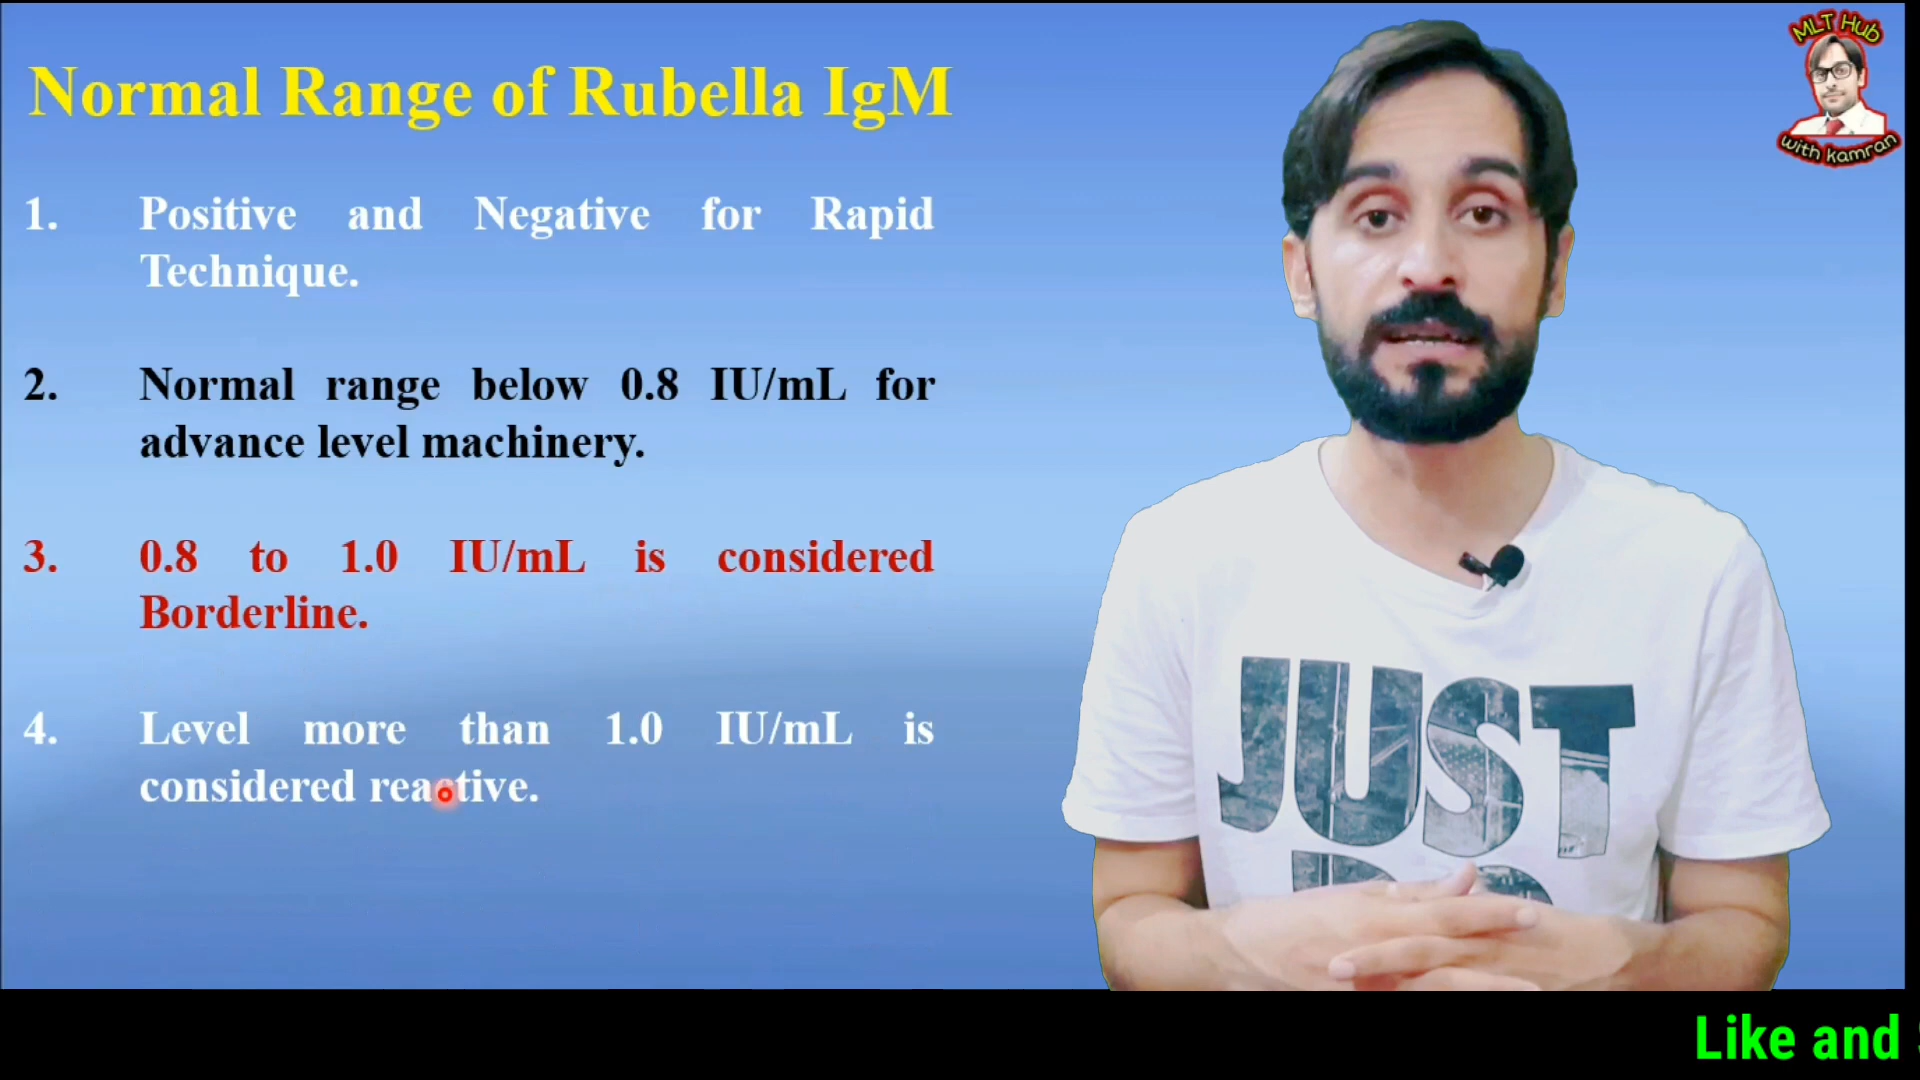 MLT Hub
with kamran
Normal Range of Rubella IgM
1. Positive and Negative for Rapid
Technique.
2. Normal range below 0.8 IU/mL for
advance level machinery.
3. 0.8 to 1.0 IU/mL is considered
Borderline.
4. Level more than 1.0 IU/mL is
considered reactive.
JUST
Like and